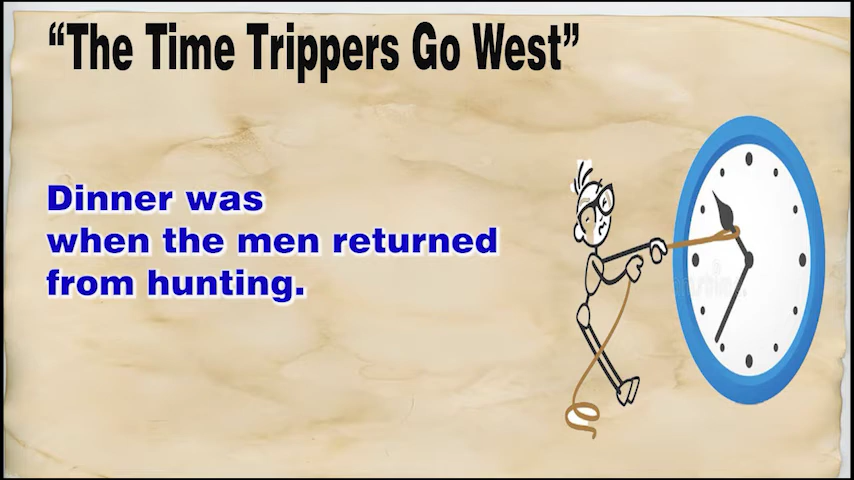 “The Time Trippers Go West”
Dinner was
when the men returned
from hunting.